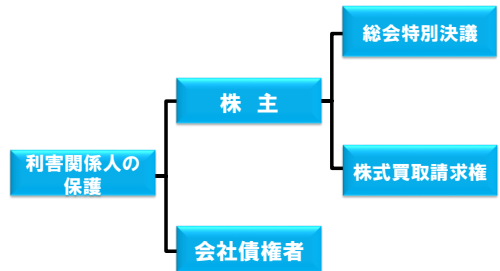 総会特別決議
株 主
利害関係人の
保護
株式買取請求権
会社債権者